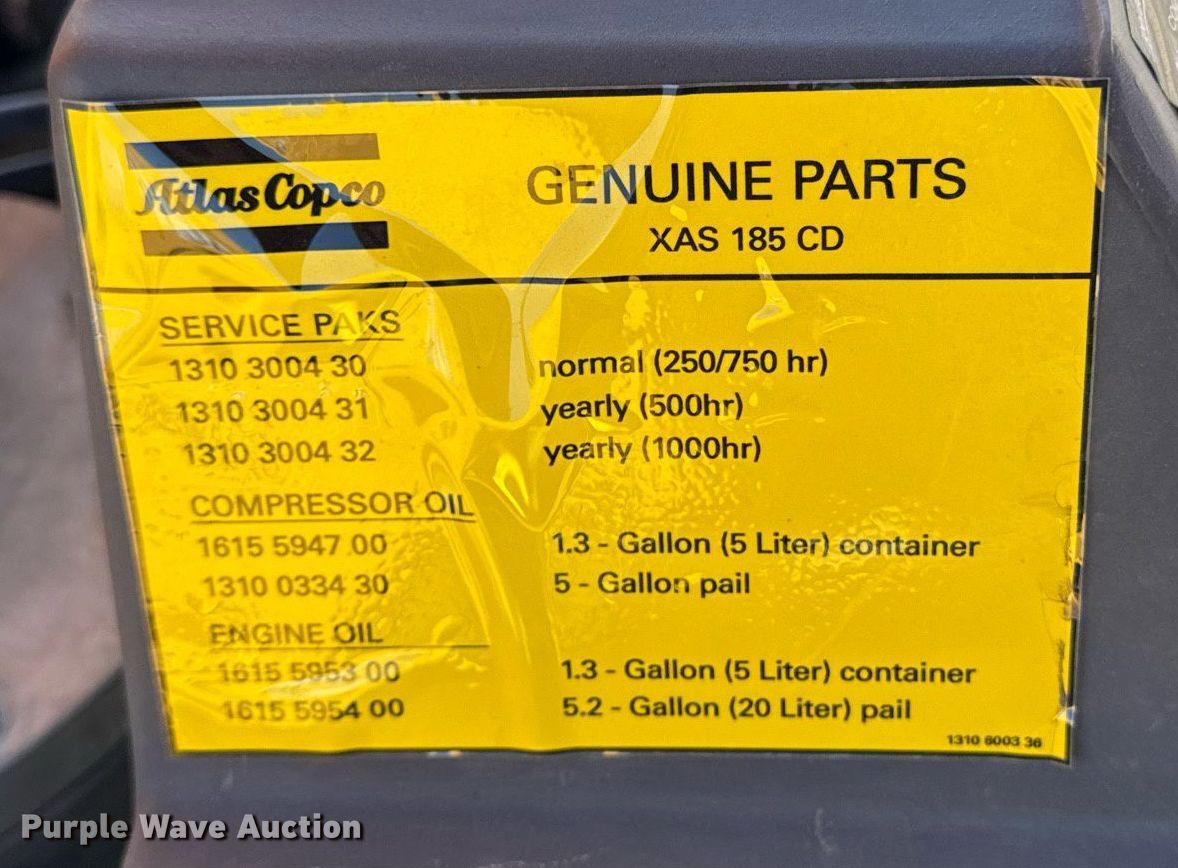 Atlas Copco
GENUINE PARTS
XAS 185 CD
SERVICE PAKS
1310 3004 30 normal (250/750 hr)
1310 3004 31 yearly (500hr)
1310 3004 32 yearly (1000hr)
COMPRESSOR OIL
1615 5947 00 1.3 - Gallon (5 Liter) container
1310 0334 30 5 - Gallon pail
ENGINE OIL
1615 5953 00 1.3 - Gallon (5 Liter) container
1615 5954 00 5.2 - Gallon (20 Liter) pail
1310 6003 36
Purple Wave Auction